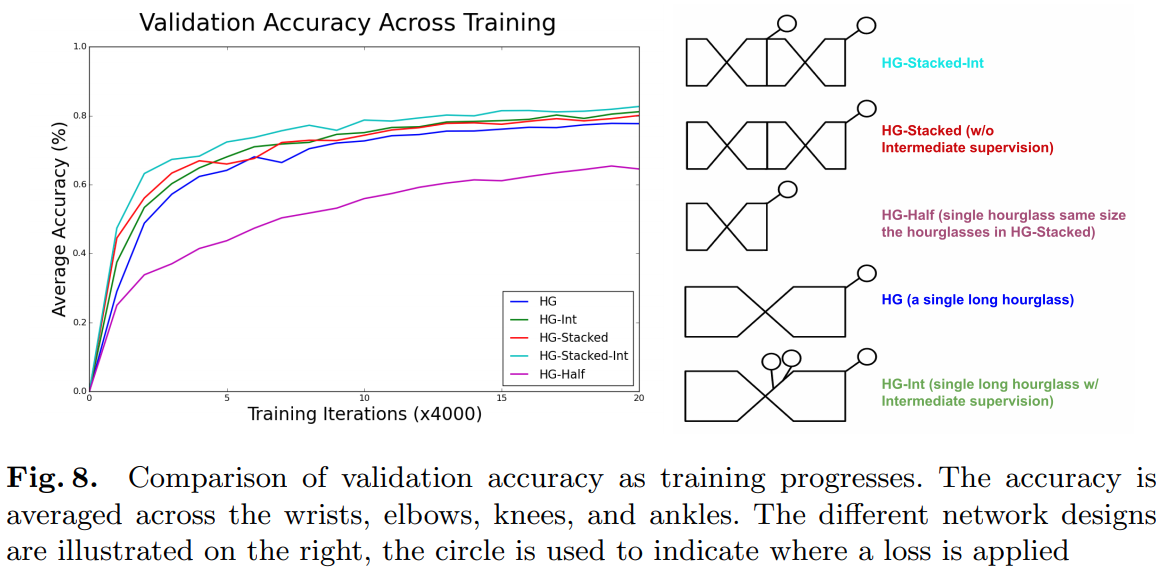 Validation Accuracy Across Training
1.0
0.8
0.6
0.4
0.2
0.0
Average Accuracy (%)
0
5
10
15
20
Training Iterations (x4000)
HG
HG-Int
HG-Stacked
HG-Stacked-Int
HG-Half
HG-Stacked-Int
HG-Stacked (w/o
Intermediate supervision)
HG-Half (single hourglass same size
the hourglasses in HG-Stacked)
HG (a single long hourglass)
HG-Int (single long hourglass w/
Intermediate supervision)
Fig. 8. Comparison of validation accuracy as training progresses. The accuracy is
averaged across the wrists, elbows, knees, and ankles. The different network designs
are illustrated on the right, the circle is used to indicate where a loss is applied